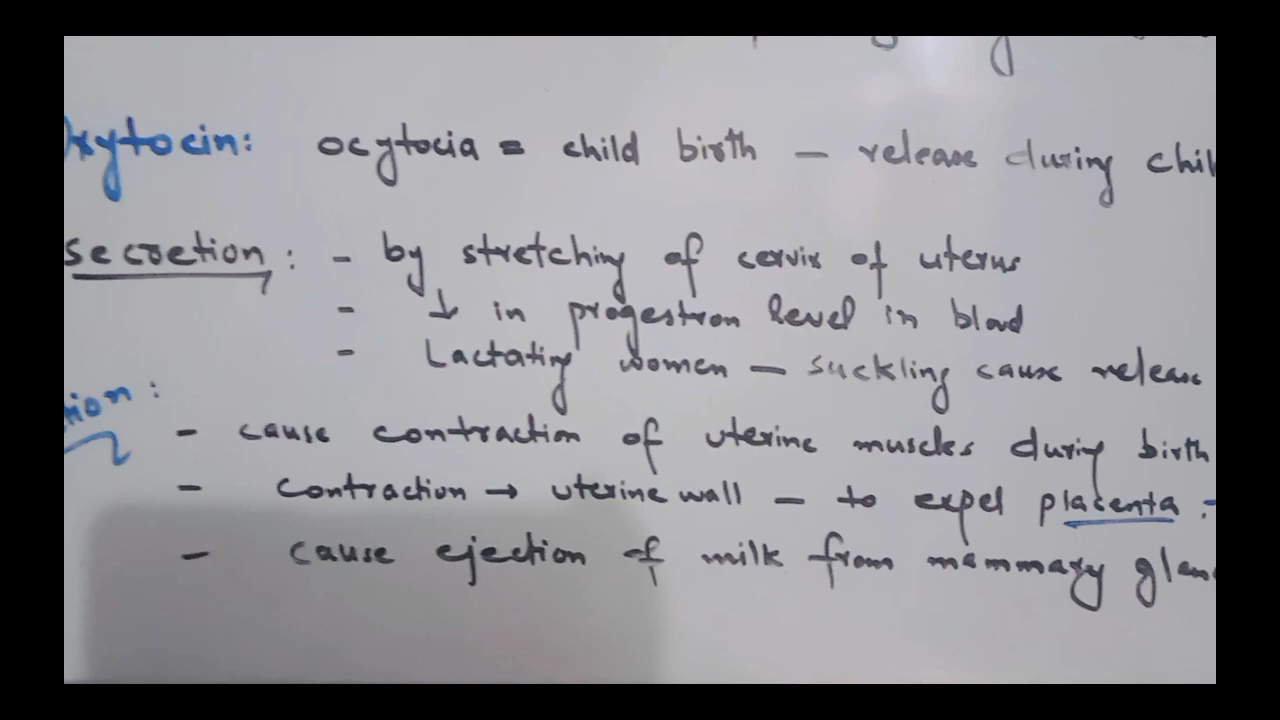 Oxytocin: ocytocia = child birth – release during chil
secretion: - by stretching of cervix of uterus
- ↓ in progestron level in blood
- Lactating women – suckling cause release
tion:
- cause contraction of uterine muscles during birth
- contraction → uterine wall – to expel placenta.
- cause ejection of milk from mammary glan